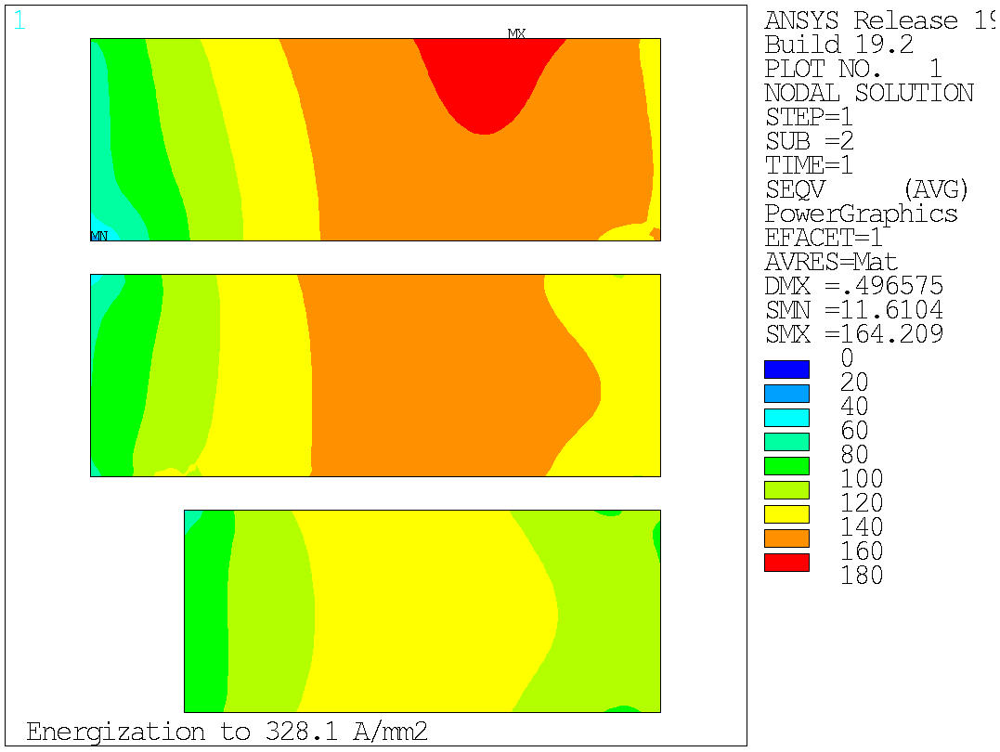 1
MX
MN
ANSYS Release 19
Build 19.2
PLOT NO. 1
NODAL SOLUTION
STEP=1
SUB =2
TIME=1
SEQV (AVG)
PowerGraphics
EFACET=1
AVRES=Mat
DMX =.496575
SMN =11.6104
SMX =164.209
0
20
40
60
80
100
120
140
160
180
Energization to 328.1 A/mm2